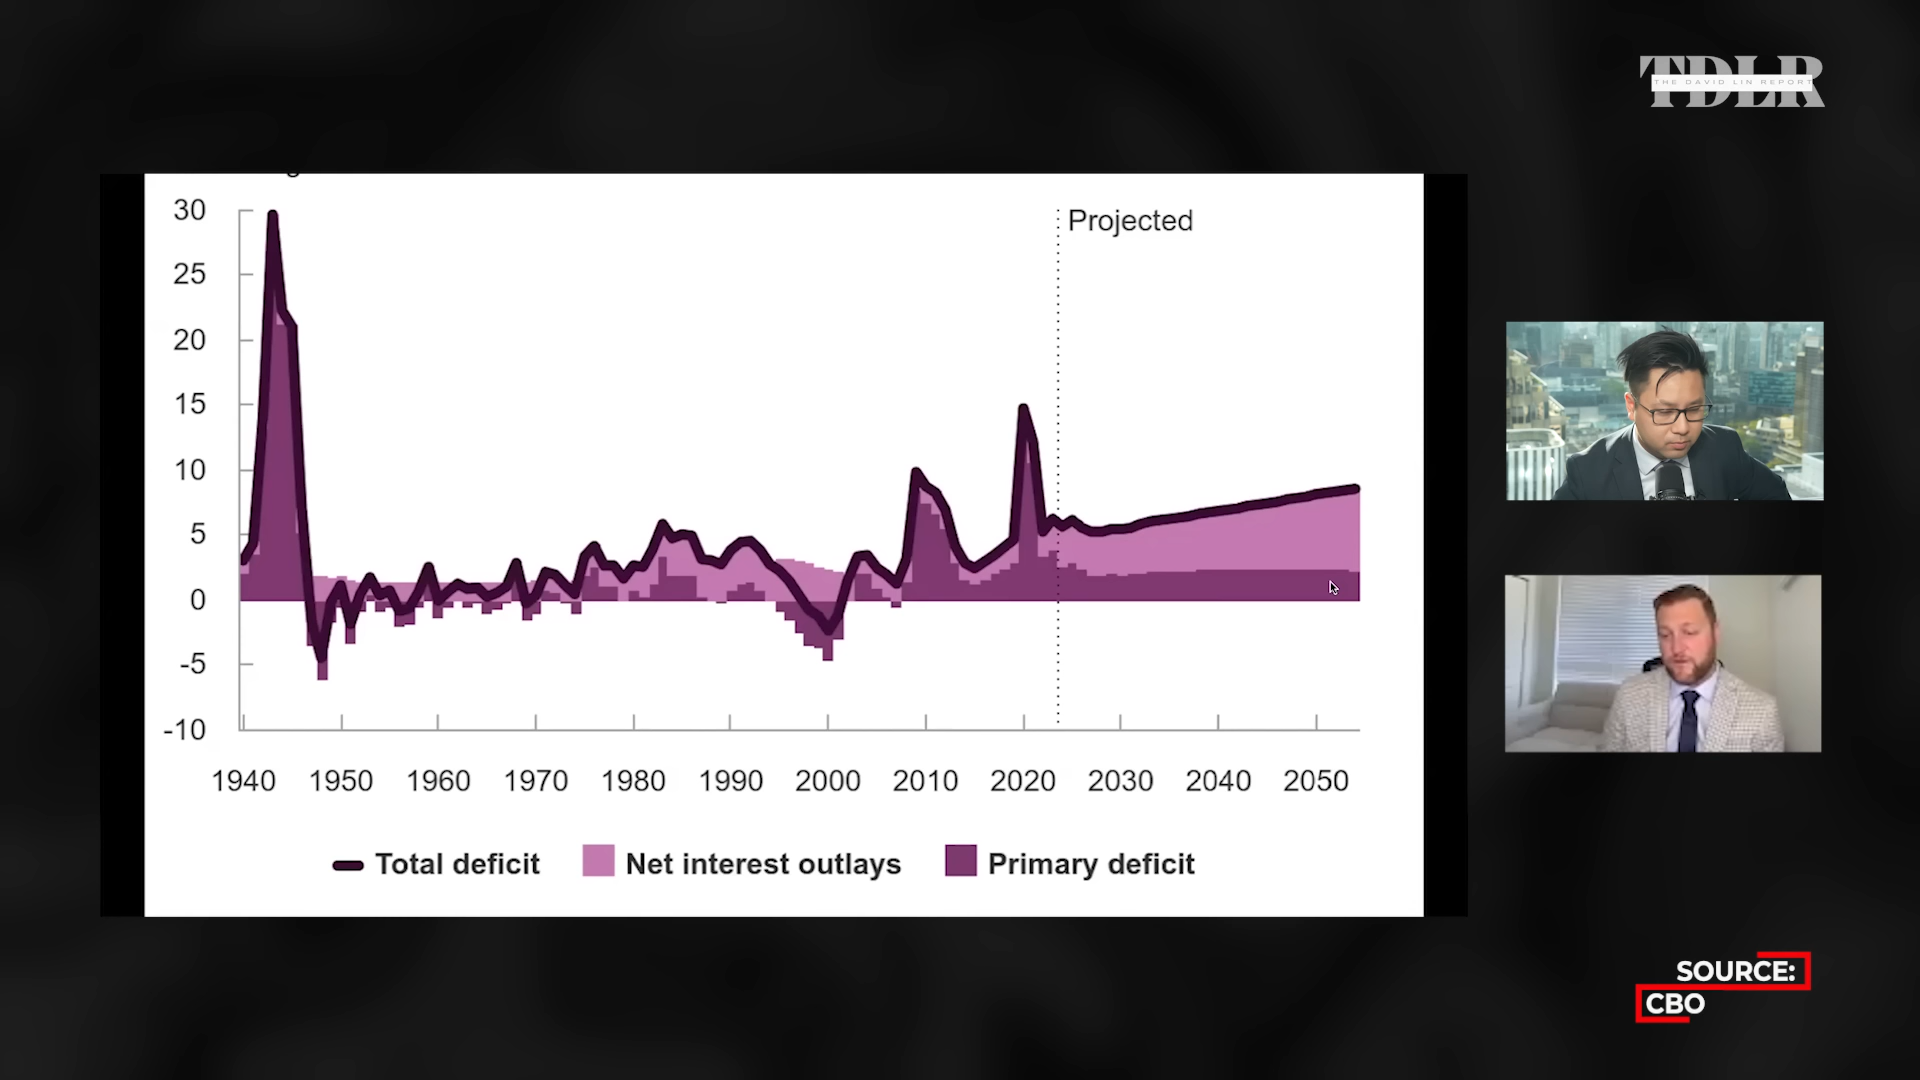 TDLR
THE DAVID LIN REPORT
30
Projected
25
20
15
10
5
0
-5
-10
1940 1950 1960 1970 1980 1990 2000 2010 2020 2030 2040 2050
Total deficit Net interest outlays Primary deficit
SOURCE:
CBO